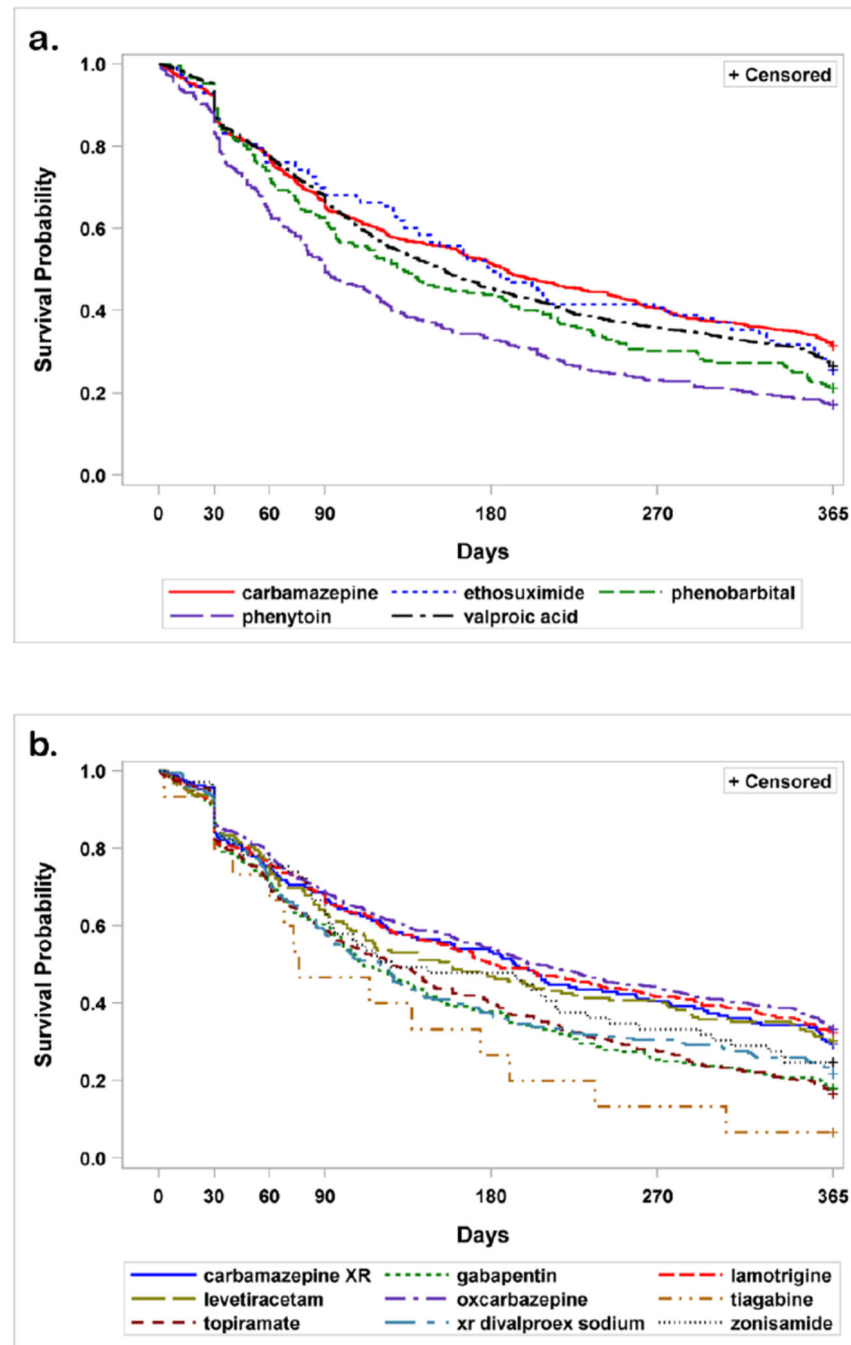 a.
+ Censored
1.0
0.8
0.6
0.4
0.2
0.0
Survival Probability
0 30 60 90 180 270 365
Days
carbamazepine ethosuximide phenobarbital
phenytoin valproic acid
b.
+ Censored
1.0
0.8
0.6
0.4
0.2
0.0
Survival Probability
0 30 60 90 180 270 365
Days
carbamazepine XR gabapentin lamotrigine
levetiracetam oxcarbazepine tiagabine
topiramate xr divalproex sodium zonisamide